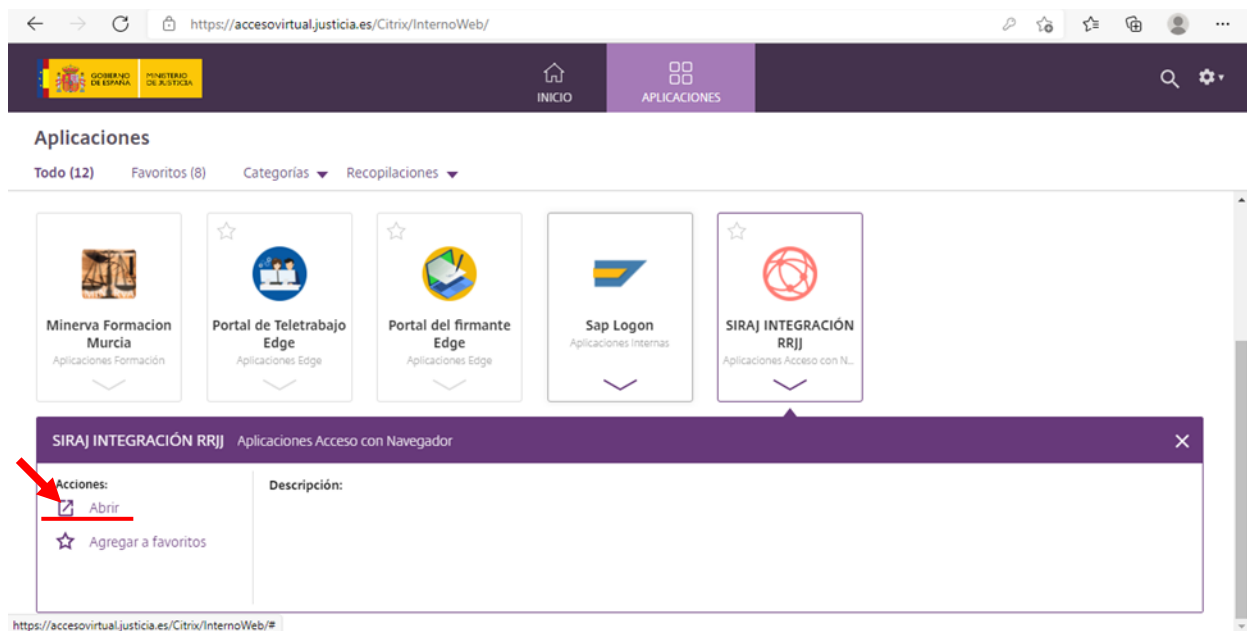 https://accesovirtual.justicia.es/Citrix/InternoWeb/
GOBIERNO DE ESPAÑA
MINISTERIO DE JUSTICIA
INICIO
APLICACIONES
Aplicaciones
Todo (12) Favoritos (8) Categorías Recopilaciones
Minerva Formacion
Murcia
Aplicaciones Formación
Portal de Teletrabajo
Edge
Aplicaciones Edge
Portal del firmante
Edge
Aplicaciones Edge
Sap Logon
Aplicaciones Internas
SIRAJ INTEGRACIÓN
RRJJ
Aplicaciones Acceso con N...
SIRAJ INTEGRACIÓN RRJJ Aplicaciones Acceso con Navegador
Acciones:
Abrir
Agregar a favoritos
Descripción:
https://accesovirtual.justicia.es/Citrix/InternoWeb/#